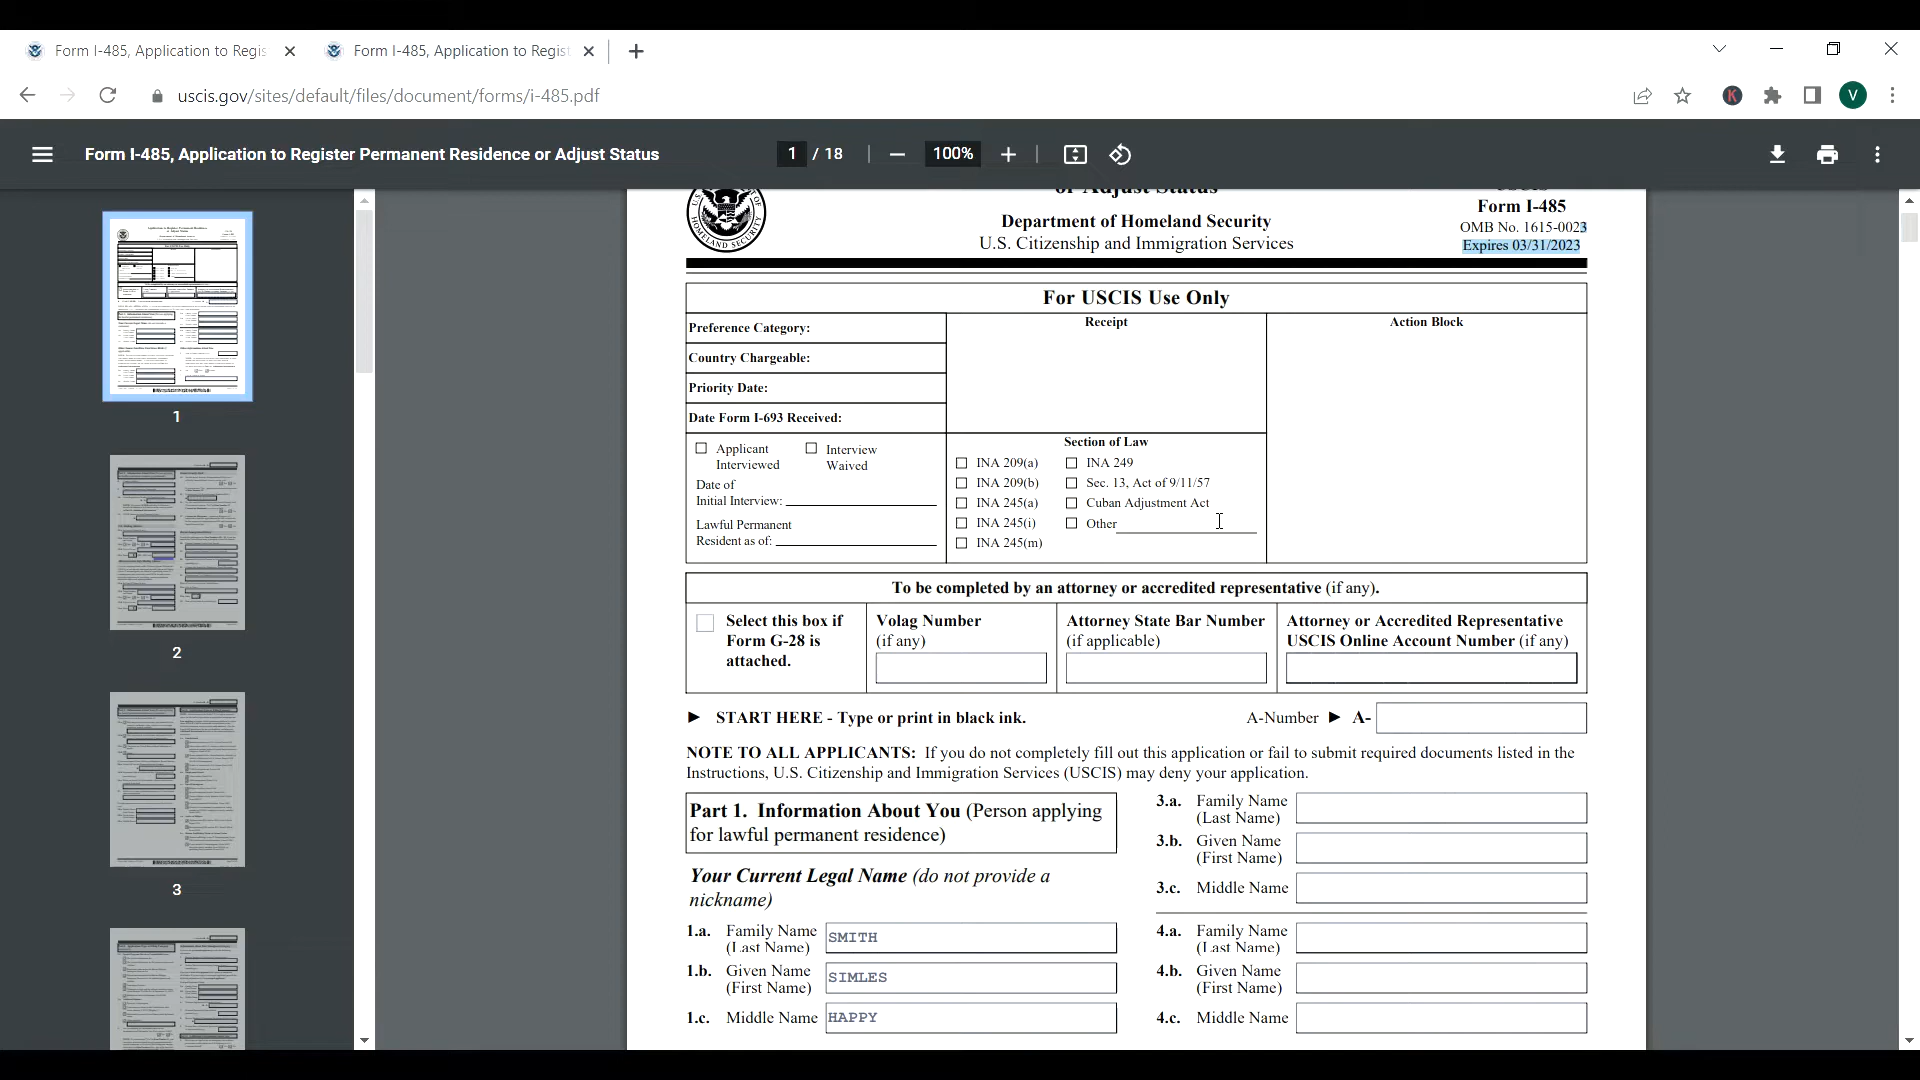 Form I-485, Application to Regis
Form I-485, Application to Regist
uscis.gov/sites/default/files/document/forms/i-485.pdf
K
V
Form I-485, Application to Register Permanent Residence or Adjust Status
1 / 18
100%
1
2
3
or Adjust Status
Department of Homeland Security
U.S. Citizenship and Immigration Services
USCIS
Form I-485
OMB No. 1615-0023
Expires 03/31/2023
For USCIS Use Only
Preference Category:
Country Chargeable:
Priority Date:
Date Form I-693 Received:
Receipt
Action Block
Applicant
Interviewed
Interview
Waived
Date of
Initial Interview:
Lawful Permanent
Resident as of:
Section of Law
INA 209(a)
INA 209(b)
INA 245(a)
INA 245(i)
INA 245(m)
INA 249
Sec. 13, Act of 9/11/57
Cuban Adjustment Act
Other
To be completed by an attorney or accredited representative (if any).
Select this box if
Form G-28 is
attached.
Volag Number
(if any)
Attorney State Bar Number
(if applicable)
Attorney or Accredited Representative
USCIS Online Account Number (if any)
► START HERE - Type or print in black ink.
A-Number ► A-
NOTE TO ALL APPLICANTS: If you do not completely fill out this application or fail to submit required documents listed in the
Instructions, U.S. Citizenship and Immigration Services (USCIS) may deny your application.
Part 1. Information About You (Person applying
for lawful permanent residence)
Your Current Legal Name (do not provide a
nickname)
1.a. Family Name
(Last Name)
SMITH
1.b. Given Name
(First Name)
SIMLES
1.c. Middle Name
HAPPY
3.a. Family Name
(Last Name)
3.b. Given Name
(First Name)
3.c. Middle Name
4.a. Family Name
(Last Name)
4.b. Given Name
(First Name)
4.c. Middle Name